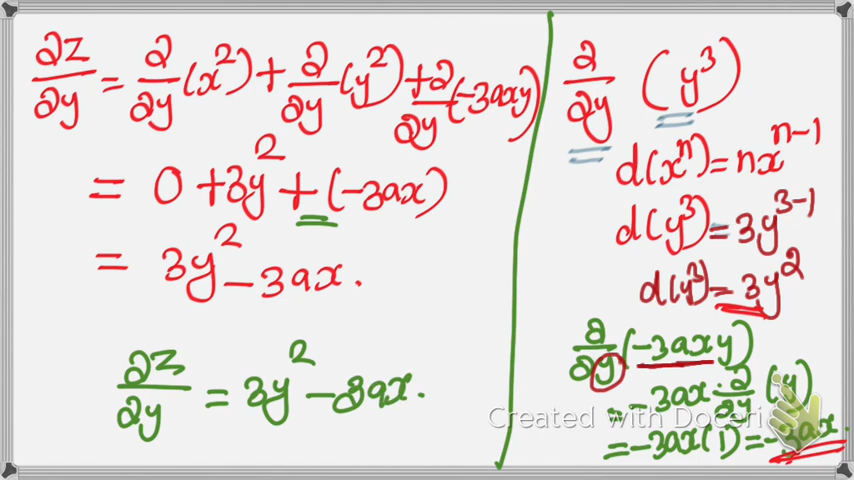 ∂z/∂y = ∂/∂y (x²) + ∂/∂y (y²) + ∂/∂y (-3axy)
= 0 + 3y² + (-3ax)
= 3y² - 3ax.
∂z/∂y = 3y² - 3ax.
∂/∂y (y³)
d(xⁿ) = nxⁿ⁻¹
d(y³) = 3y³⁻¹
d(y³) = 3y²
∂/∂y (-3axy)
= -3ax · ∂/∂y (y)
= -3ax(1) = -3ax.
Created with Doceri